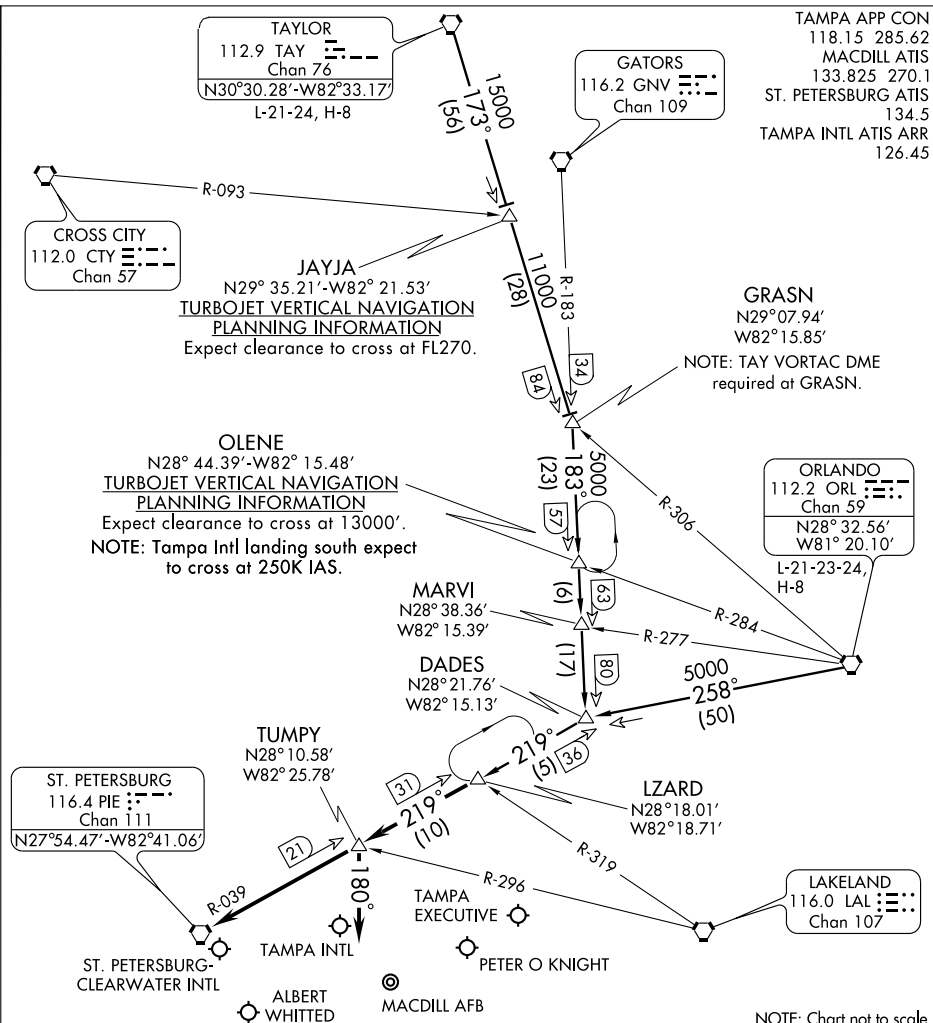 TAMPA APP CON
118.15 285.62
MACDILL ATIS
133.825 270.1
ST. PETERSBURG ATIS
134.5
TAMPA INTL ATIS ARR
126.45
TAYLOR
112.9 TAY
Chan 76
N30°30.28′-W82°33.17′
L-21-24, H-8
GATORS
116.2 GNV
Chan 109
15000
173°
(56)
R-093
CROSS CITY
112.0 CTY
Chan 57
JAYJA
N29° 35.21′-W82° 21.53′
TURBOJET VERTICAL NAVIGATION
PLANNING INFORMATION
Expect clearance to cross at FL270.
11000
(28)
R-183
GRASN
N29°07.94′
W82°15.85′
NOTE: TAY VORTAC DME
required at GRASN.
84
34
OLENE
N28° 44.39′-W82° 15.48′
TURBOJET VERTICAL NAVIGATION
PLANNING INFORMATION
Expect clearance to cross at 13000′.
NOTE: Tampa Intl landing south expect
to cross at 250K IAS.
5000
183°
(23)
57
R-306
ORLANDO
112.2 ORL
Chan 59
N28° 32.56′
W81° 20.10′
L-21-23-24,
H-8
MARVI
N28° 38.36′
W82° 15.39′
(6)
63
R-284
R-277
DADES
N28° 21.76′
W82° 15.13′
(17)
80
5000
258°
(50)
TUMPY
N28° 10.58′
W82° 25.78′
219°
(5)
36
LZARD
N28°18.01′
W82°18.71′
31
219°
(10)
ST. PETERSBURG
116.4 PIE
Chan 111
N27°54.47′-W82°41.06′
21
R-039
180°
R-319
R-296
LAKELAND
116.0 LAL
Chan 107
TAMPA
EXECUTIVE
TAMPA INTL
PETER O KNIGHT
ST. PETERSBURG-
CLEARWATER INTL
MACDILL AFB
ALBERT
WHITTED
NOTE: Chart not to scale